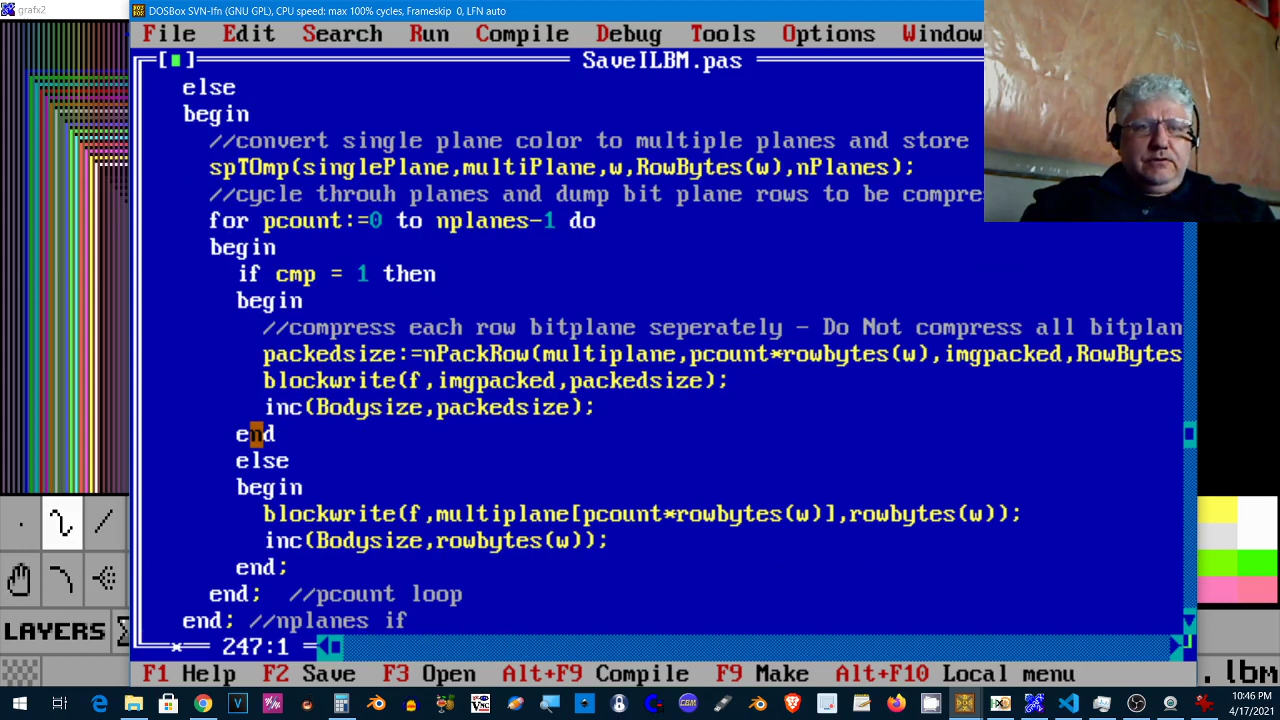 grafx2
DOSBox SVN-lfn (GNU GPL), CPU speed: max 100% cycles, Frameskip 0, LFN auto
File Edit Search Run Compile Debug Tools Options Window
[■] SaveILBM.pas
else
begin
//convert single plane color to multiple planes and store
spTOmp(singlePlane,multiPlane,w,RowBytes(w),nPlanes);
//cycle throuh planes and dump bit plane rows to be compres
for pcount:=0 to nplanes-1 do
begin
if cmp = 1 then
begin
//compress each row bitplane seperately - Do Not compress all bitplan
packedsize:=nPackRow(multiplane,pcount*rowbytes(w),imgpacked,RowBytes
blockwrite(f,imgpacked,packedsize);
inc(Bodysize,packedsize);
end
else
begin
blockwrite(f,multiplane[pcount*rowbytes(w)],rowbytes(w));
inc(Bodysize,rowbytes(w));
end;
end; //pcount loop
end; //nplanes if
* 247:1
LAYERS
.lbm
F1 Help F2 Save F3 Open Alt+F9 Compile F9 Make Alt+F10 Local menu
10:46 PM
4/17/2021